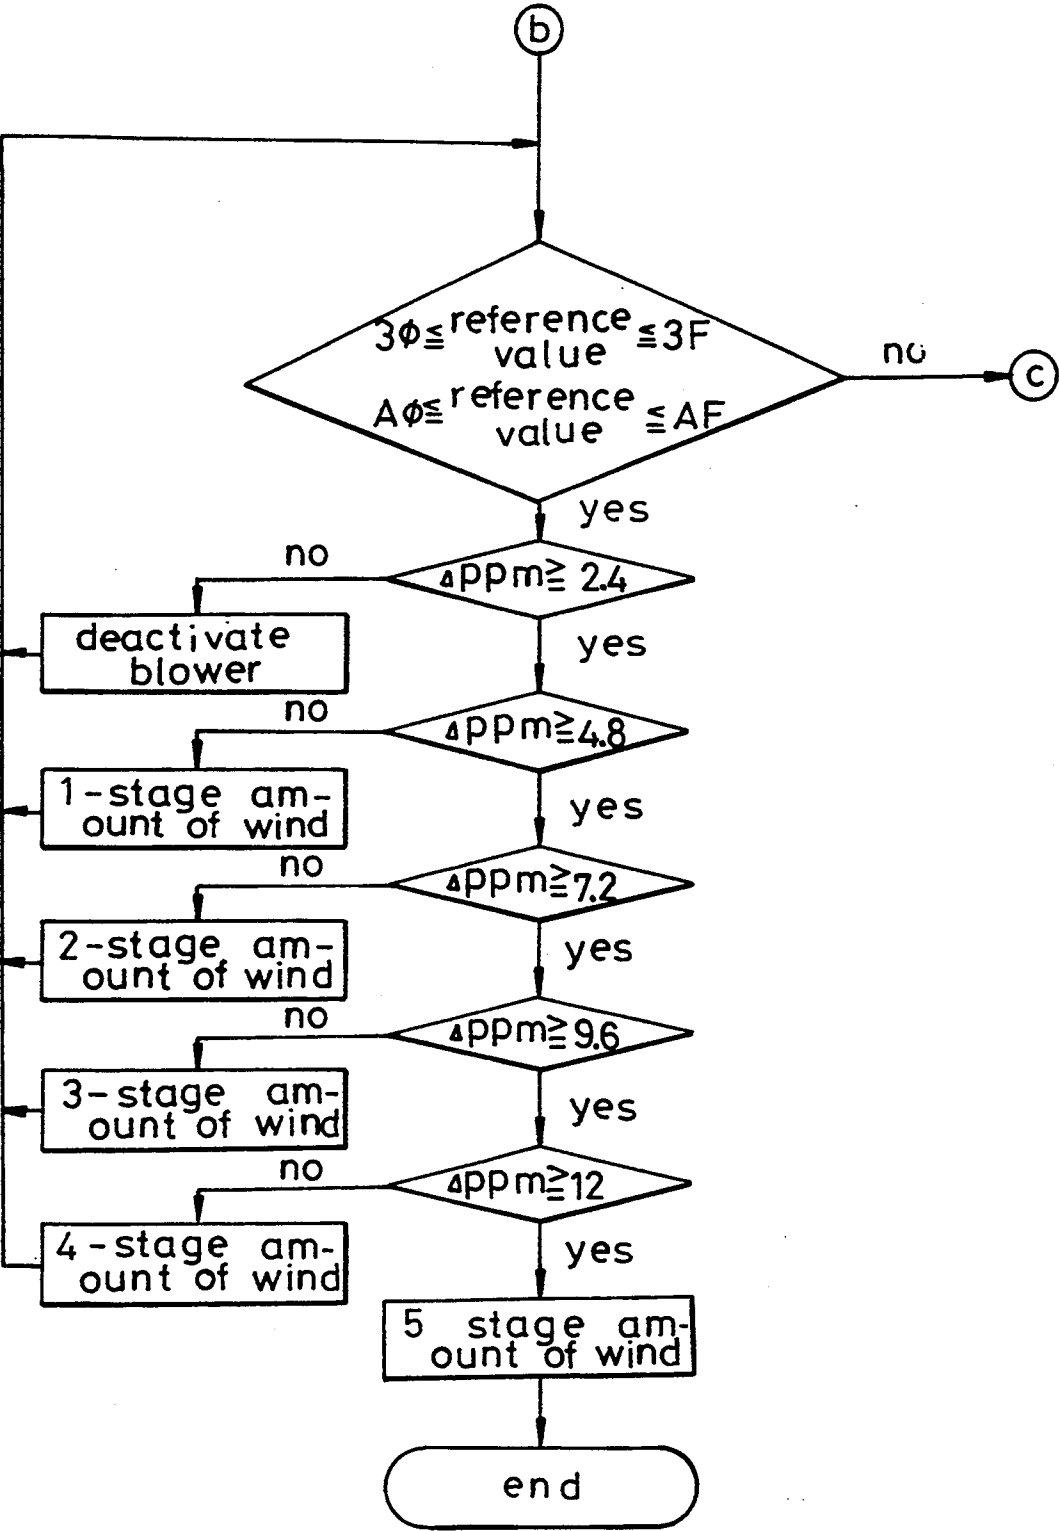 b
3ϕ≦ reference value ≦3F
no
c
Aϕ≦ reference value ≦AF
yes
no
Δppm≧2.4
deactivate
blower
yes
no
Δppm≧4.8
1-stage am-
ount of wind
yes
no
Δppm≧7.2
2-stage am-
ount of wind
yes
no
Δppm≧9.6
3-stage am-
ount of wind
yes
no
Δppm≧12
4-stage am-
ount of wind
yes
5 stage am-
ount of wind
end